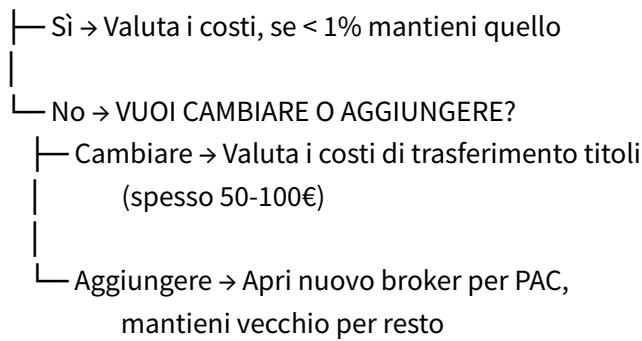 ├─ Sì → Valuta i costi, se < 1% mantieni quello
│
└─ No → VUOI CAMBIARE O AGGIUNGERE?
├─ Cambiare → Valuta i costi di trasferimento titoli
│ (spesso 50-100€)
│
└─ Aggiungere → Apri nuovo broker per PAC,
mantieni vecchio per resto